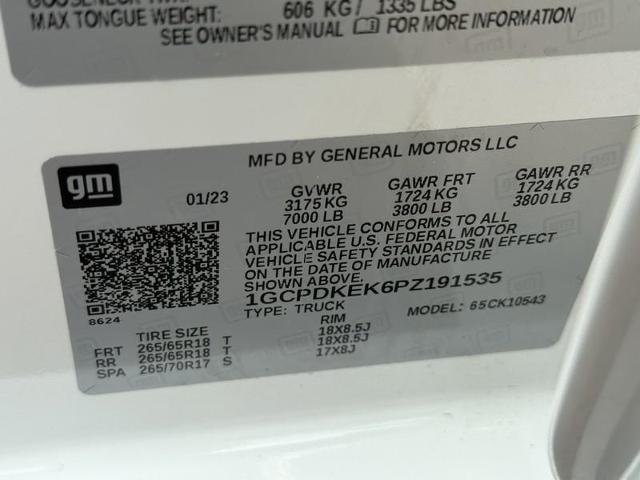 MAX TONGUE WEIGHT: 606 KG/ 1335 LBS
SEE OWNER'S MANUAL FOR MORE INFORMATION
gm
MFD BY GENERAL MOTORS LLC
01/23
GVWR GAWR FRT GAWR RR
3175 KG 1724 KG 1724 KG
7000 LB 3800 LB 3800 LB
THIS VEHICLE CONFORMS TO ALL
APPLICABLE U.S. FEDERAL MOTOR
VEHICLE SAFETY STANDARDS IN EFFECT
ON THE DATE OF MANUFACTURE
SHOWN ABOVE.
1GCPDKEK6PZ191535
TYPE: TRUCK MODEL: 65CK10543
8624
TIRE SIZE RIM
FRT 265/65R18 T 18X8.5J
RR 265/65R18 T 18X8.5J
SPA 265/70R17 S 17X8J